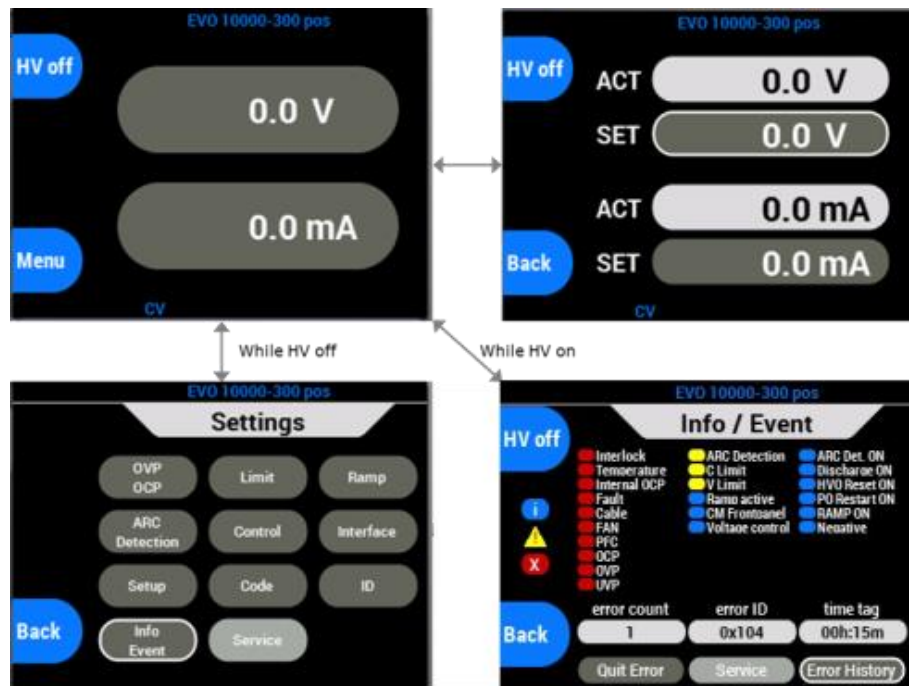 EVO 10000-300 pos
HV off
0.0 V
0.0 mA
Menu
CV
EVO 10000-300 pos
HV off
ACT 0.0 V
SET 0.0 V
ACT 0.0 mA
Back SET 0.0 mA
CV
While HV off
While HV on
EVO 10000-300 pos
Settings
OVP
OCP
Limit
Ramp
ARC
Detection
Control
Interface
Setup
Code
ID
Back
Info
Event
Service
EVO 10000-300 pos
Info / Event
HV off
Interlock
Temperature
Internal OCP
Fault
Cable
FAN
PFC
OCP
OVP
UVP
ARC Detection
C Limit
V Limit
Ramp active
CM Frontpanel
Voltage control
ARC Det. ON
Discharge ON
HVO Reset ON
PO Restart ON
RAMP ON
Negative
i
!
X
error count error ID time tag
Back 1 0x104 00h:15m
Quit Error Service Error History